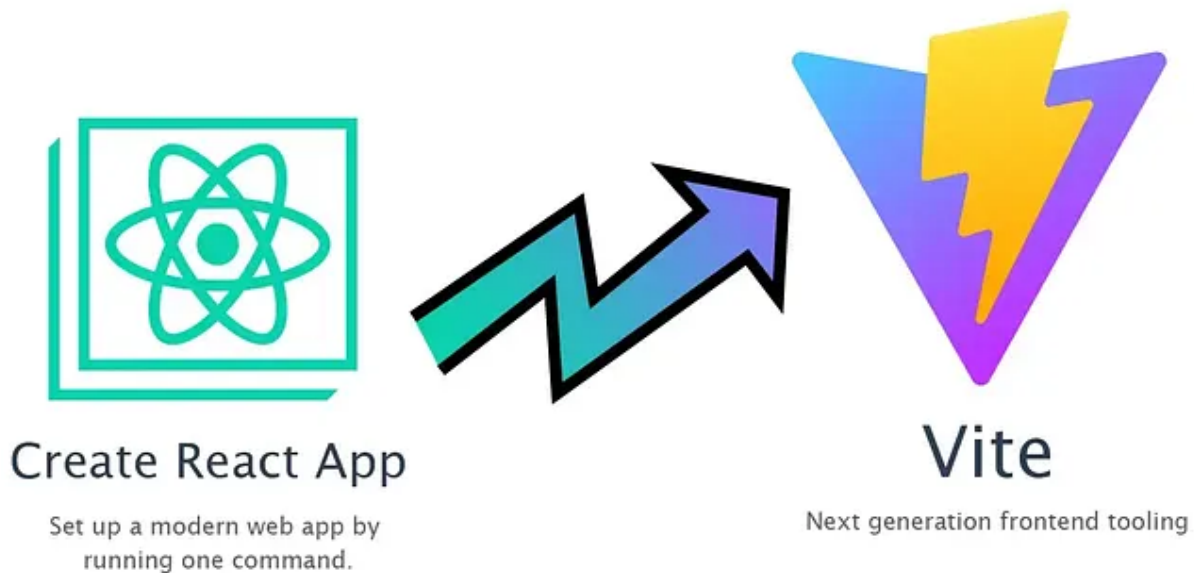 Create React App
Set up a modern web app by
running one command.
Vite
Next generation frontend tooling